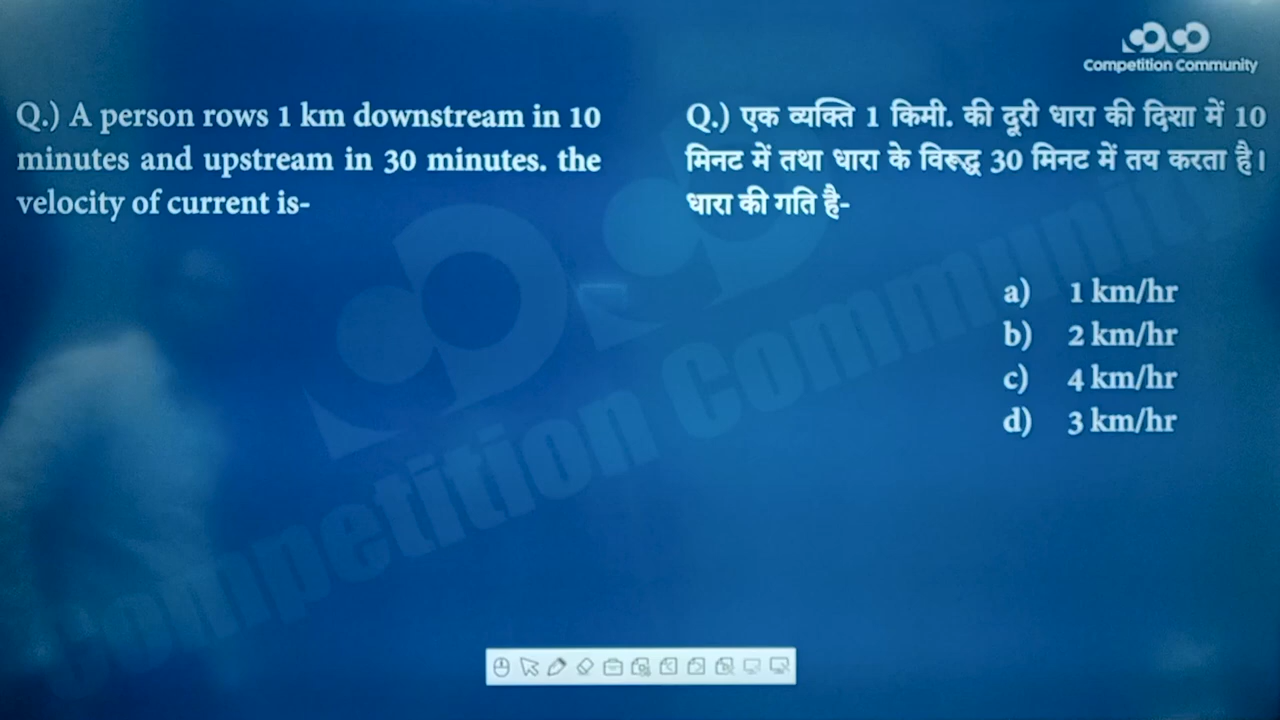 Competition Community
Q.) A person rows 1 km downstream in 10
minutes and upstream in 30 minutes. the
velocity of current is-
Q.) एक व्यक्ति 1 किमी. की दूरी धारा की दिशा में 10
मिनट में तथा धारा के विरूद्ध 30 मिनट में तय करता है।
धारा की गति है-
a) 1 km/hr
b) 2 km/hr
c) 4 km/hr
d) 3 km/hr
Competition Community